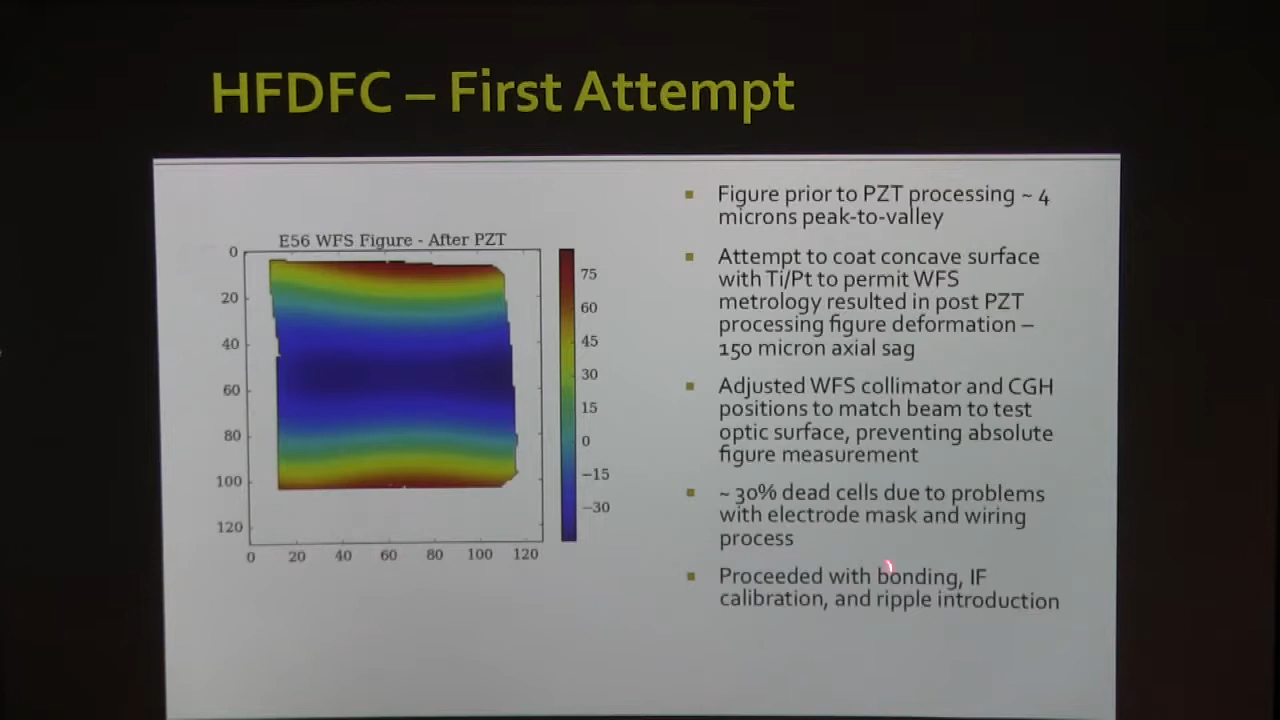 HFDFC – First Attempt
E56 WFS Figure - After PZT
0
20
40
60
80
100
120
0
20
40
60
80
100
120
75
60
45
30
15
0
−15
−30
Figure prior to PZT processing ~ 4
microns peak-to-valley
Attempt to coat concave surface
with Ti/Pt to permit WFS
metrology resulted in post PZT
processing figure deformation –
150 micron axial sag
Adjusted WFS collimator and CGH
positions to match beam to test
optic surface, preventing absolute
figure measurement
~ 30% dead cells due to problems
with electrode mask and wiring
process
Proceeded with bonding, IF
calibration, and ripple introduction